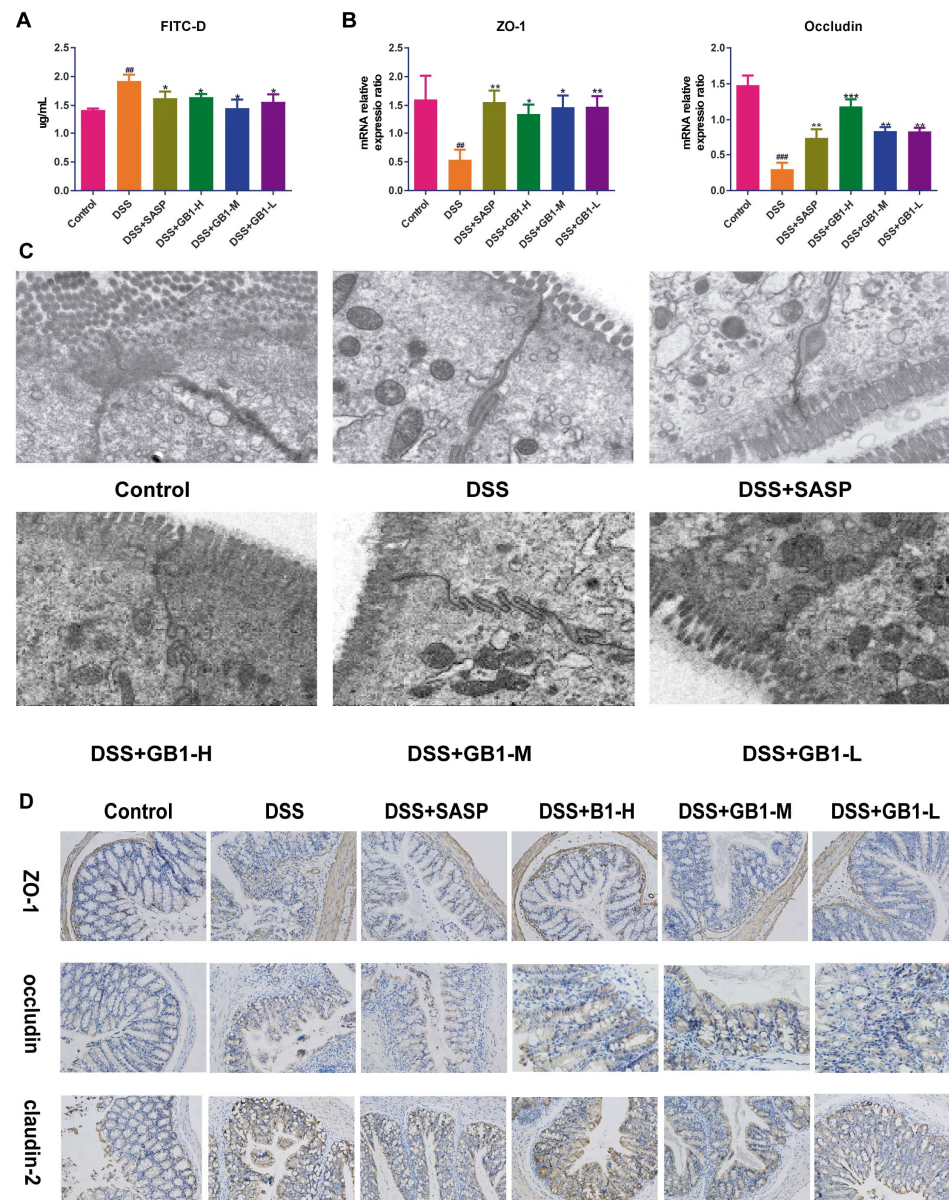 A
FITC-D
ug/mL
2.5
2.0
1.5
1.0
0.5
0.0
##
*
*
*
*
Control
DSS
DSS+SASP
DSS+GB1-H
DSS+GB1-M
DSS+GB1-L
B
ZO-1
mRNA relative
expressio ratio
2.5
2.0
1.5
1.0
0.5
0.0
##
**
*
*
**
Control
DSS
DSS+SASP
DSS+GB1-H
DSS+GB1-M
DSS+GB1-L
Occludin
mRNA relative
expressio ratio
2.0
1.5
1.0
0.5
0.0
###
**
***
**
**
Control
DSS
DSS+SASP
DSS+GB1-H
DSS+GB1-M
DSS+GB1-L
C
Control DSS DSS+SASP
DSS+GB1-H DSS+GB1-M DSS+GB1-L
D
Control DSS DSS+SASP DSS+B1-H DSS+GB1-M DSS+GB1-L
ZO-1
occludin
claudin-2